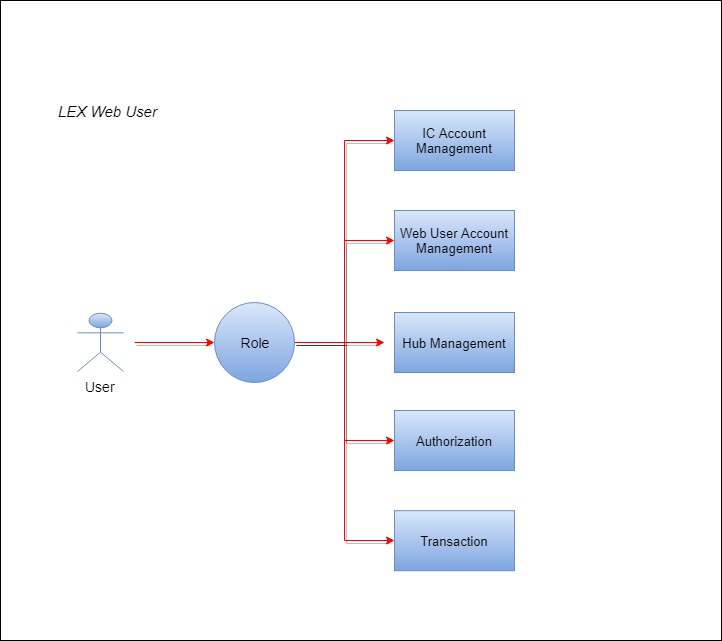 LEX Web User
IC Account
Management
Web User Account
Management
User
Role
Hub Management
Authorization
Transaction